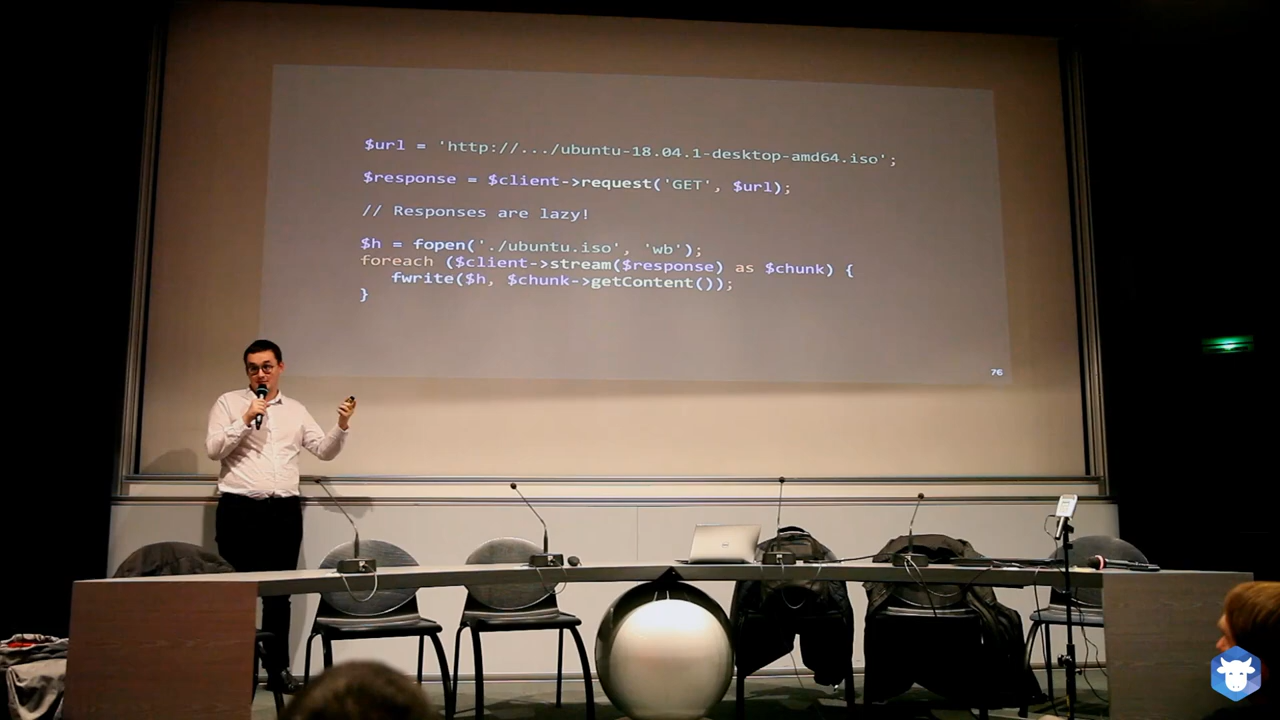 $url = 'http://.../ubuntu-18.04.1-desktop-amd64.iso';
$response = $client->request('GET', $url);
// Responses are lazy!
$h = fopen('./ubuntu.iso', 'wb');
foreach ($client->stream($response) as $chunk) {
    fwrite($h, $chunk->getContent());
}
76